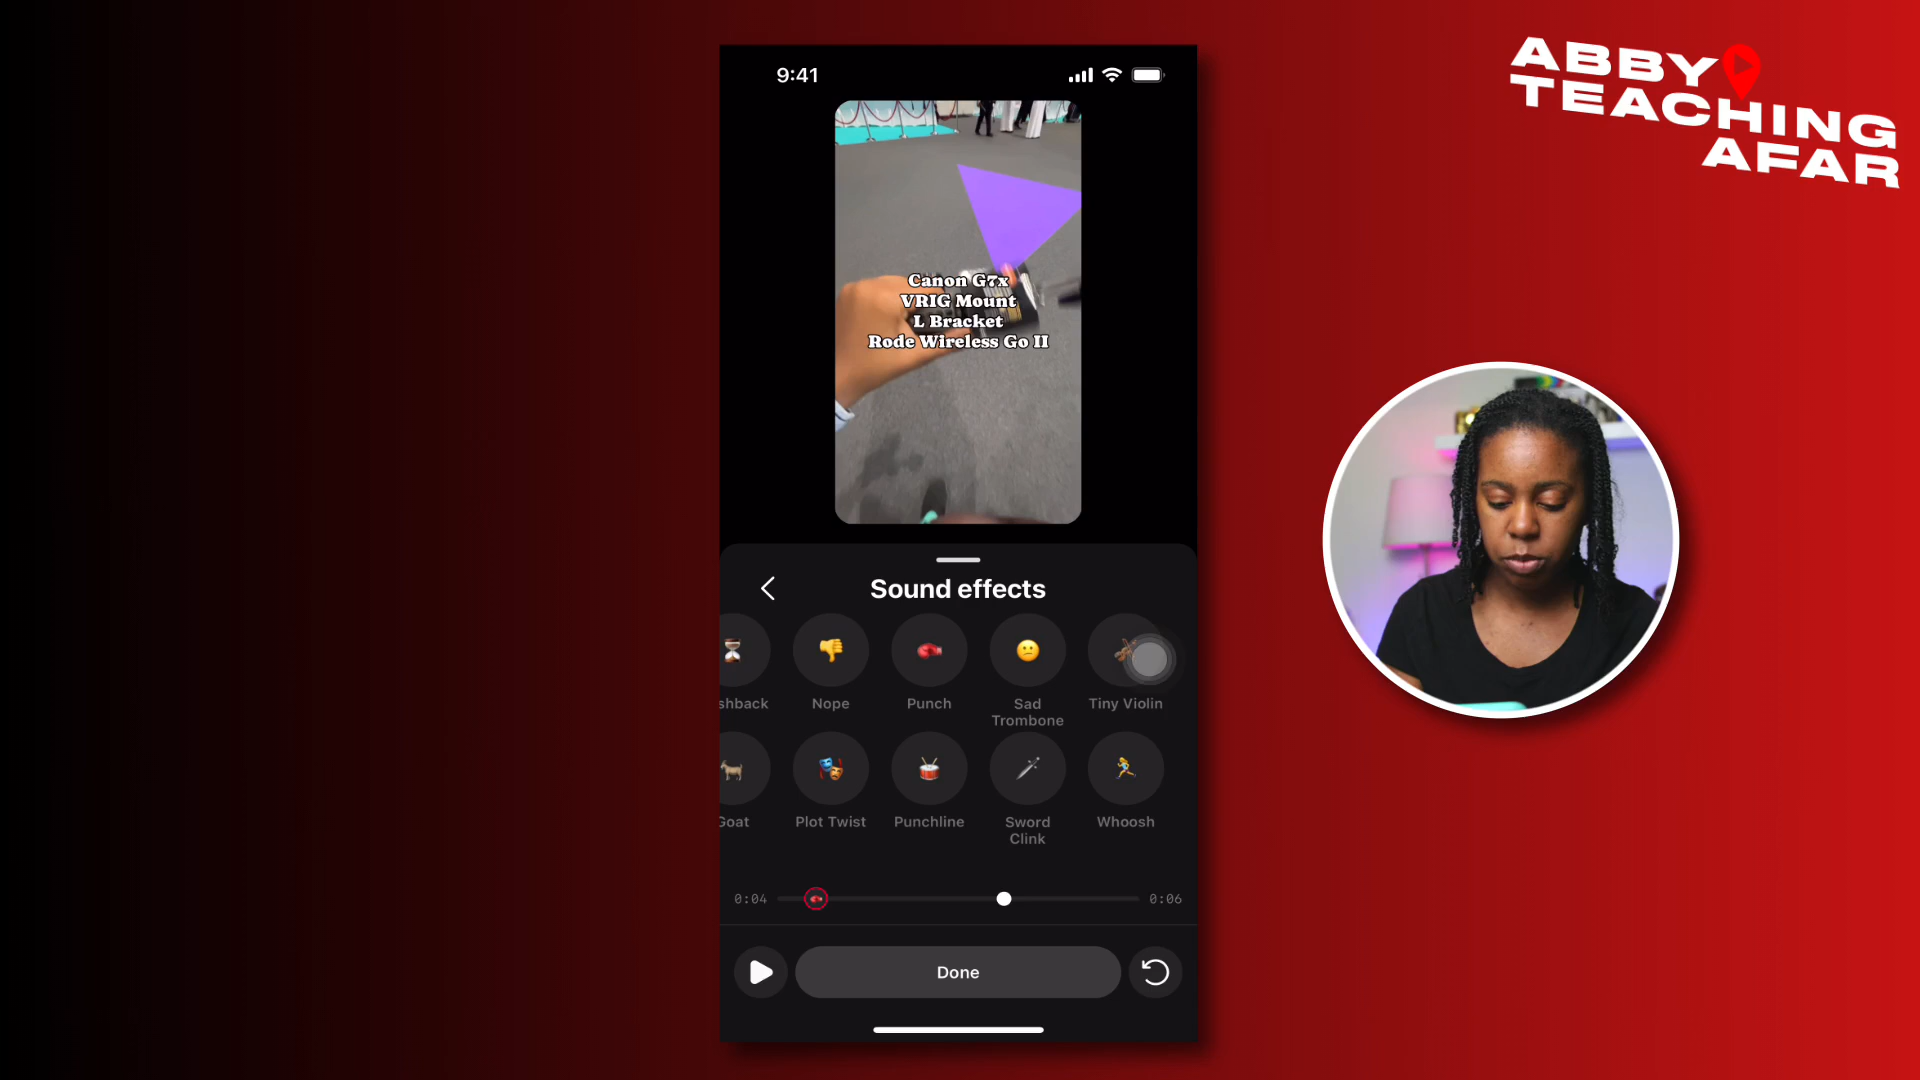 ABBY
TEACHING
AFAR
9:41
Canon G7x
VRIG Mount
L Bracket
Rode Wireless Go II
Sound effects
shback
Nope
Punch
Sad
Trombone
Tiny Violin
Goat
Plot Twist
Punchline
Sword
Clink
Whoosh
0:04
0:06
Done